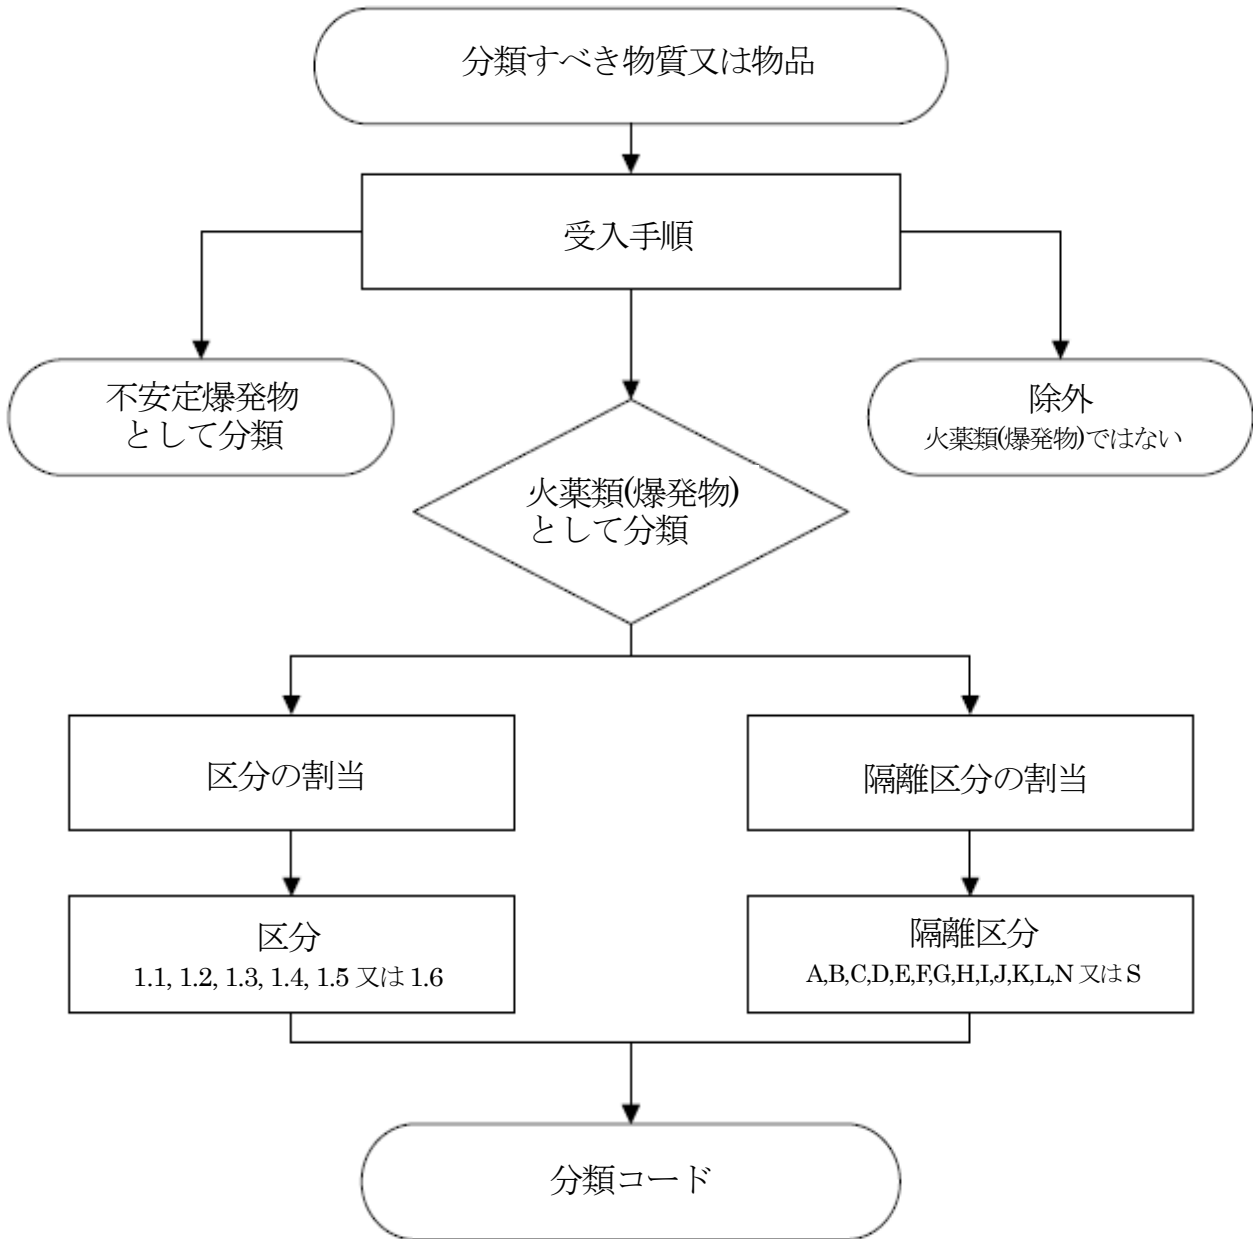 分類すべき物質又は物品
受入手順
不安定爆発物
として分類
除外
火薬類(爆発物)ではない
火薬類(爆発物)
として分類
区分の割当
隔離区分の割当
区分
1.1, 1.2, 1.3, 1.4, 1.5 又は 1.6
隔離区分
A,B,C,D,E,F,G,H,I,J,K,L,N 又は S
分類コード